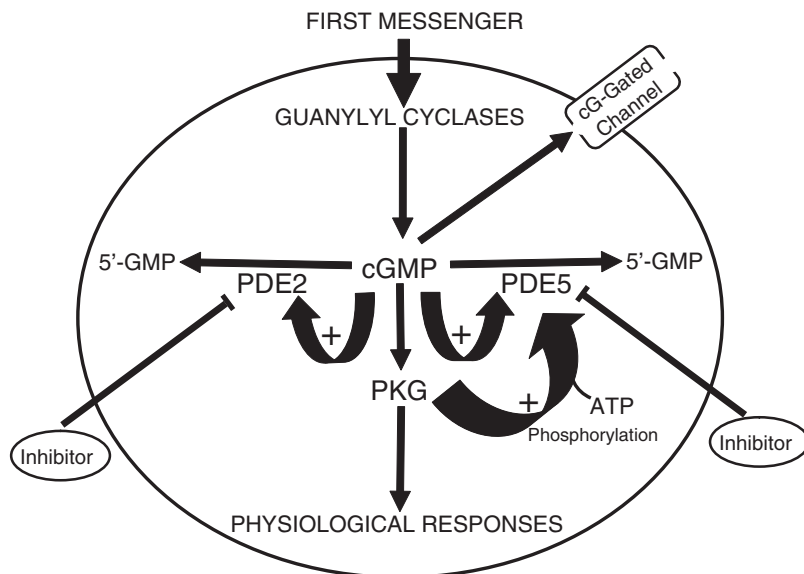 FIRST MESSENGER
GUANYLYL CYCLASES
cG-Gated
Channel
5'-GMP
cGMP
5'-GMP
PDE2
PDE5
+
+
PKG
+
ATP
Phosphorylation
Inhibitor
Inhibitor
PHYSIOLOGICAL RESPONSES